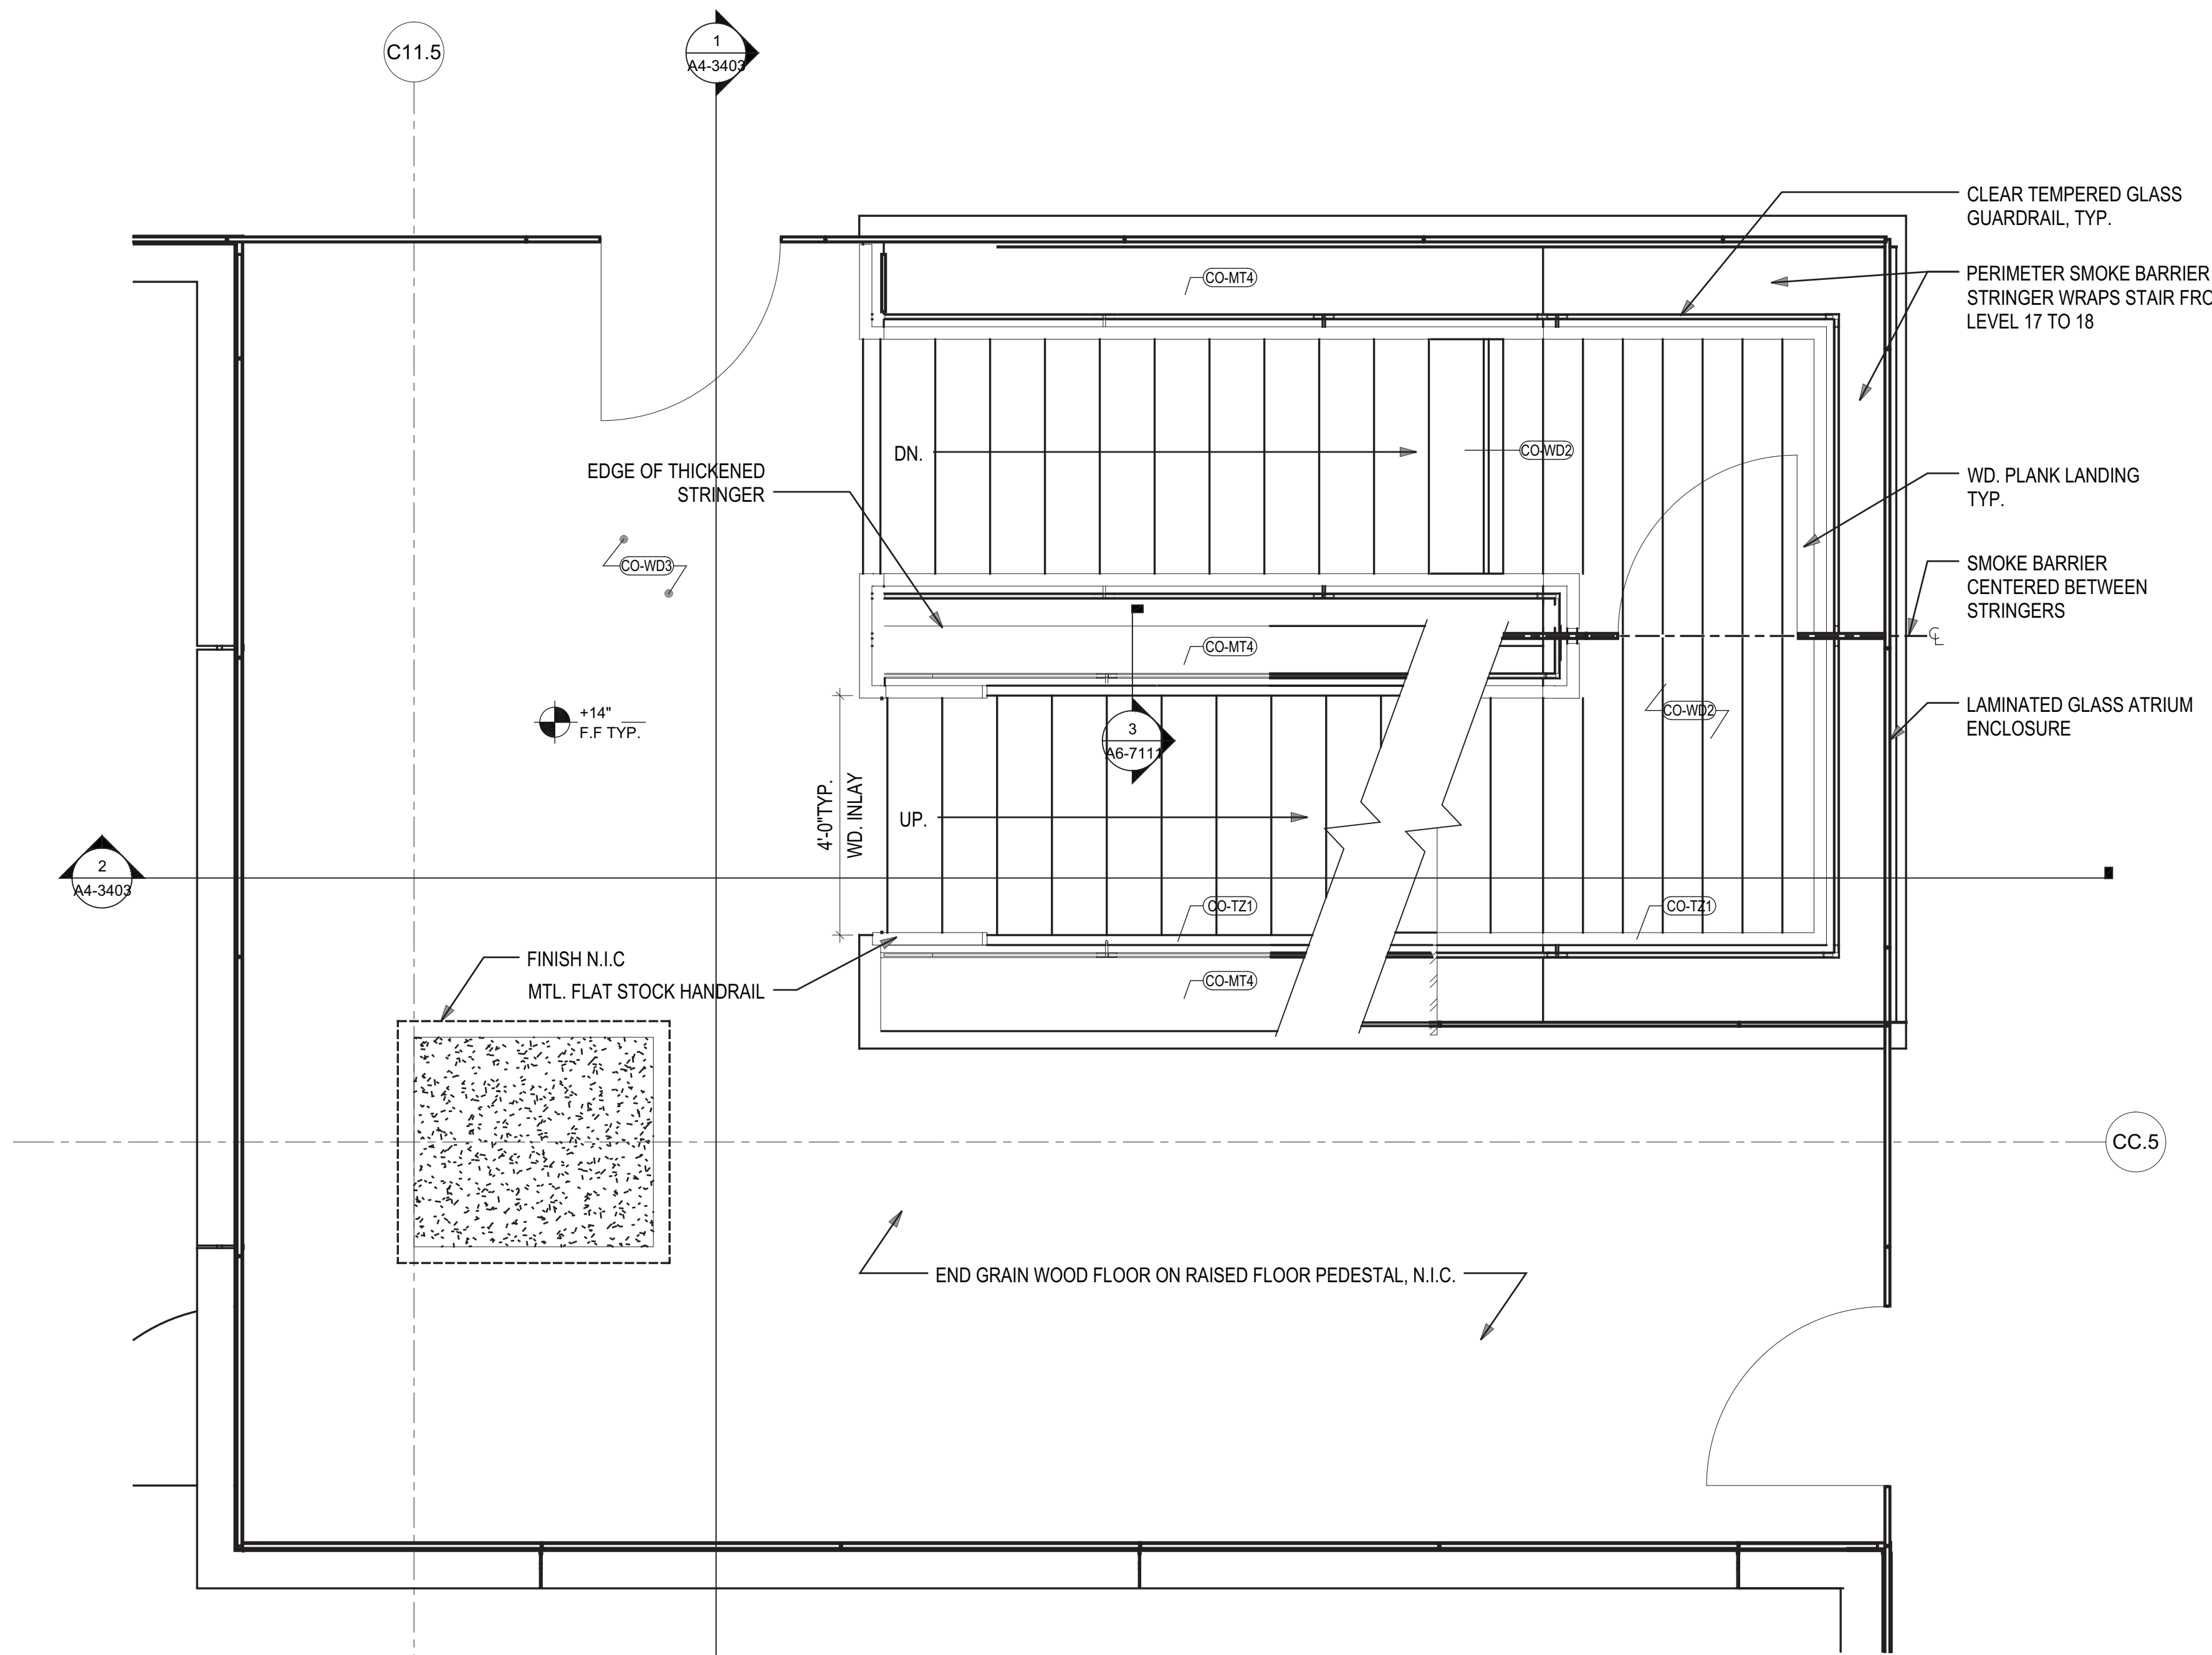 C11.5
1
A4-3403
CLEAR TEMPERED GLASS
GUARDRAIL, TYP.
CO-MT4
PERIMETER SMOKE BARRIER
STRINGER WRAPS STAIR FRO
LEVEL 17 TO 18
DN.
CO-WD2
EDGE OF THICKENED
STRINGER
WD. PLANK LANDING
TYP.
CO-WD3
SMOKE BARRIER
CENTERED BETWEEN
STRINGERS
CL
CO-MT4
+14"
F.F TYP.
CO-WD2
LAMINATED GLASS ATRIUM
ENCLOSURE
3
A6-7111
4'-0"TYP.
WD. INLAY
UP.
2
A4-3403
CO-TZ1
CO-TZ1
FINISH N.I.C
MTL. FLAT STOCK HANDRAIL
CO-MT4
CC.5
END GRAIN WOOD FLOOR ON RAISED FLOOR PEDESTAL, N.I.C.